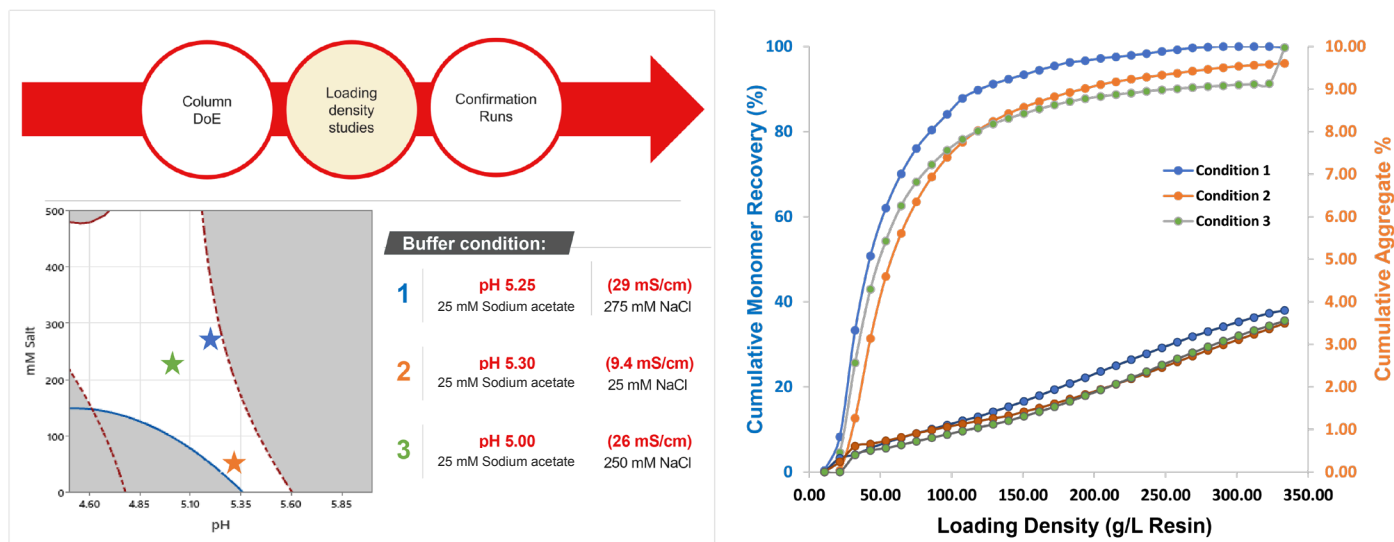 Column
DoE
Loading
density
studies
Confirmation
Runs
500
400
300
200
100
0
mM Salt
4.60 4.85 5.10 5.35 5.60 5.85
pH
Buffer condition:
1 pH 5.25 (29 mS/cm)
25 mM Sodium acetate 275 mM NaCl
2 pH 5.30 (9.4 mS/cm)
25 mM Sodium acetate 25 mM NaCl
3 pH 5.00 (26 mS/cm)
25 mM Sodium acetate 250 mM NaCl
Cumulative Monomer Recovery (%)
100
80
60
40
20
0
Condition 1
Condition 2
Condition 3
10.00
9.00
8.00
7.00
6.00
5.00
4.00
3.00
2.00
1.00
0.00
Cumulative Aggregate %
0.00 50.00 100.00 150.00 200.00 250.00 300.00 350.00
Loading Density (g/L Resin)